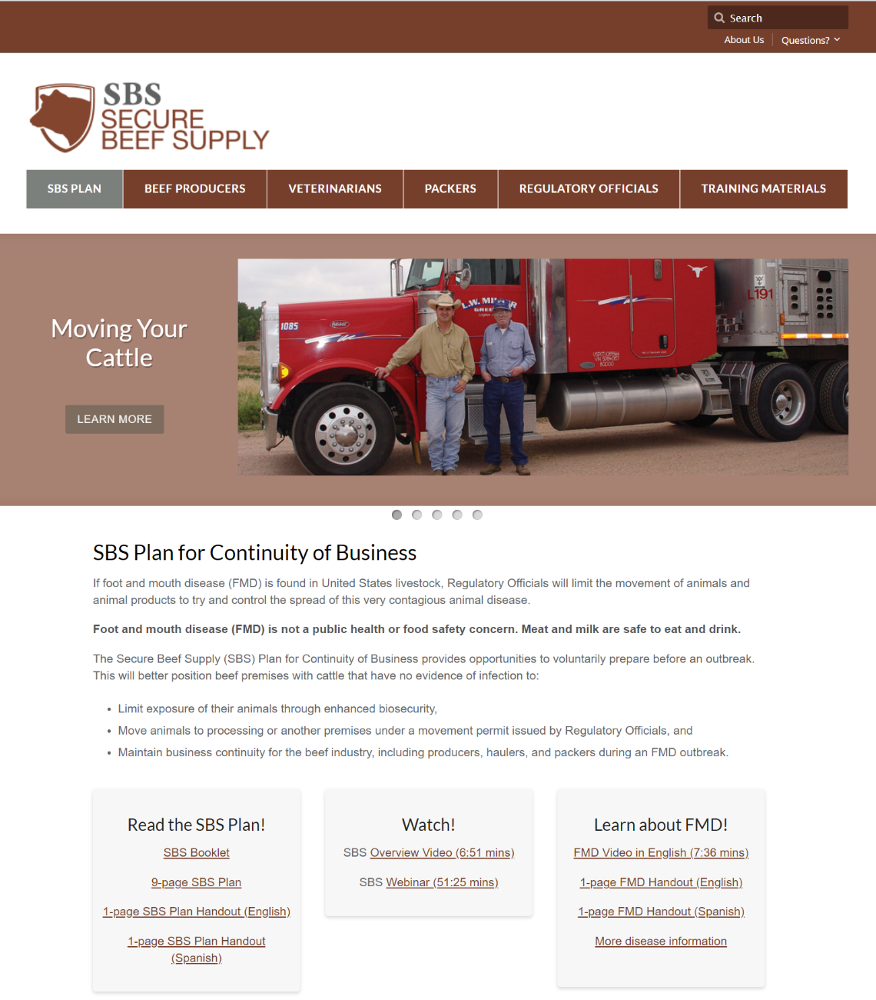 Search
About Us
Questions?
SBS
SECURE
BEEF SUPPLY
SBS PLAN
BEEF PRODUCERS
VETERINARIANS
PACKERS
REGULATORY OFFICIALS
TRAINING MATERIALS
Moving Your
Cattle
LEARN MORE
1085
L.W. MILLER
L191
SBS Plan for Continuity of Business
If foot and mouth disease (FMD) is found in United States livestock, Regulatory Officials will limit the movement of animals and
animal products to try and control the spread of this very contagious animal disease.
Foot and mouth disease (FMD) is not a public health or food safety concern. Meat and milk are safe to eat and drink.
The Secure Beef Supply (SBS) Plan for Continuity of Business provides opportunities to voluntarily prepare before an outbreak.
This will better position beef premises with cattle that have no evidence of infection to:
• Limit exposure of their animals through enhanced biosecurity,
• Move animals to processing or another premises under a movement permit issued by Regulatory Officials, and
• Maintain business continuity for the beef industry, including producers, haulers, and packers during an FMD outbreak.
Read the SBS Plan!
SBS Booklet
9-page SBS Plan
1-page SBS Plan Handout (English)
1-page SBS Plan Handout
(Spanish)
Watch!
SBS Overview Video (6:51 mins)
SBS Webinar (51:25 mins)
Learn about FMD!
FMD Video in English (7:36 mins)
1-page FMD Handout (English)
1-page FMD Handout (Spanish)
More disease information